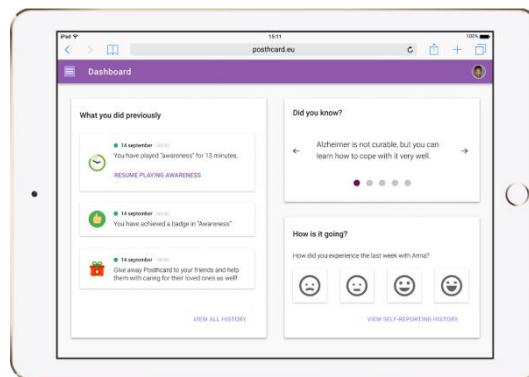 iPad
15:11
100%
posthcard.eu
Dashboard
What you did previously
14 september
You have played "awareness" for 13 minutes.
RESUME PLAYING AWARENESS
14 september
You have achieved a badge in "Awareness"
14 september
Give away Posthcard to your friends and help
them with caring for their loved ones as well!
VIEW ALL HISTORY
Did you know?
Alzheimer is not curable, but you can
learn how to cope with it very well.
How is it going?
How did you experience the last week with Anna?
VIEW SELF-REPORTING HISTORY